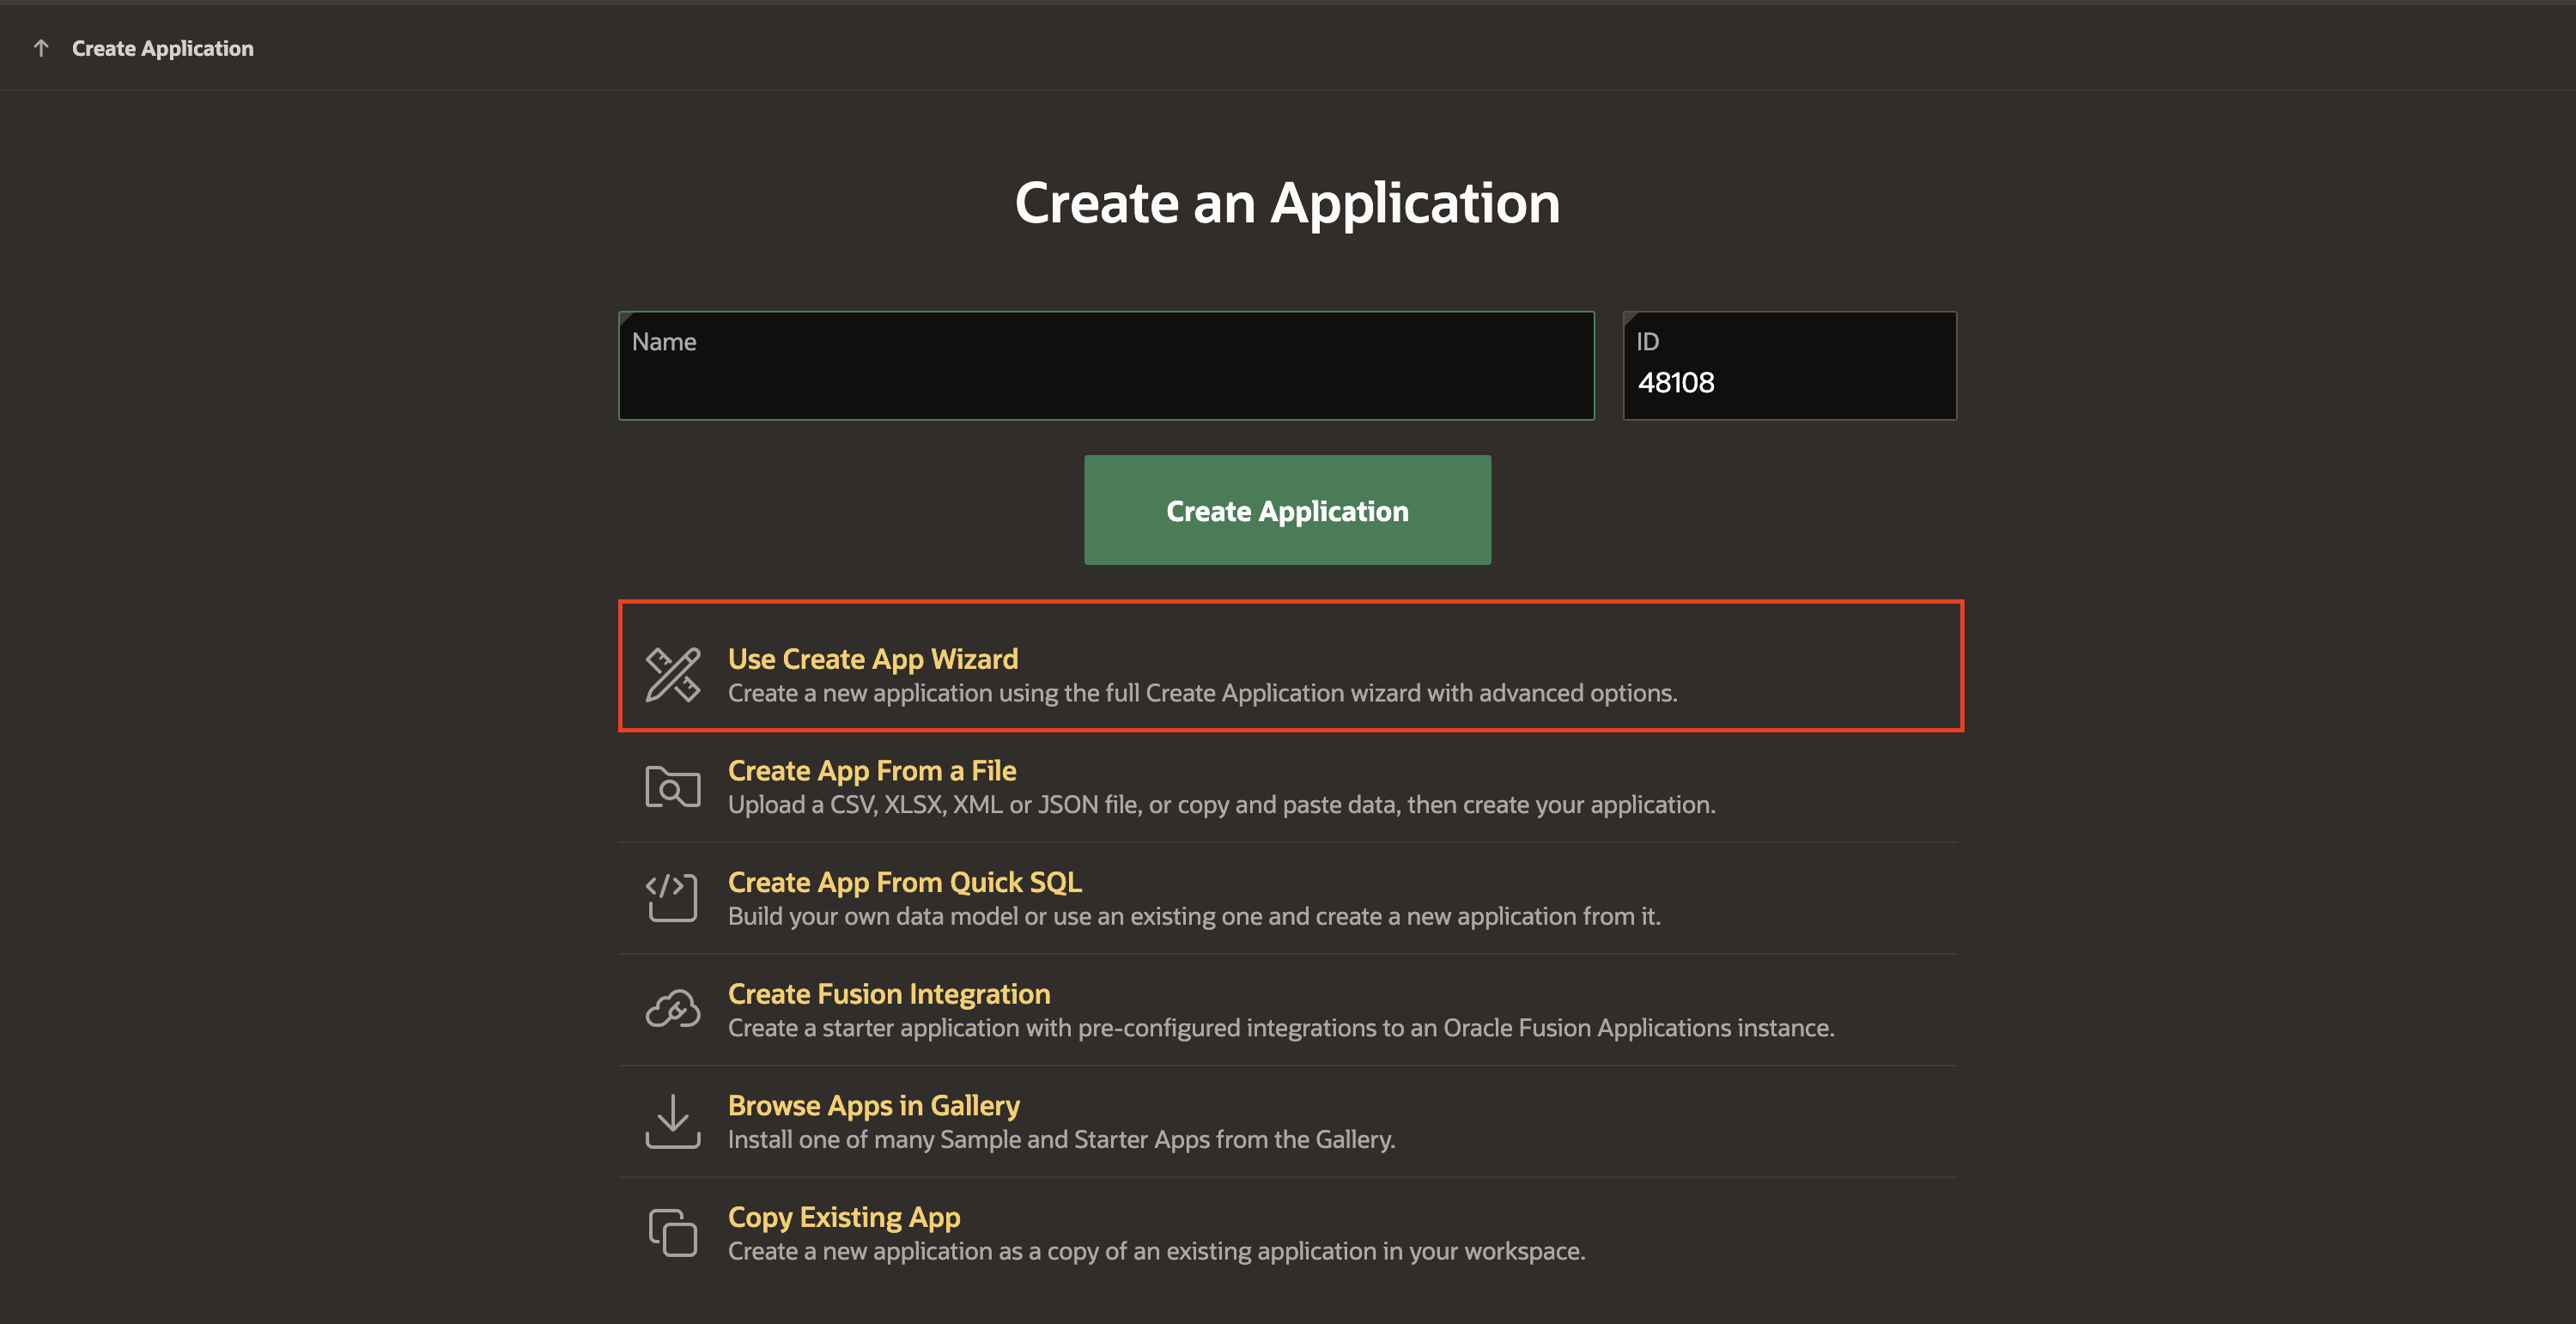 Create Application
Create an Application
Name
ID
48108
Create Application
Use Create App Wizard
Create a new application using the full Create Application wizard with advanced options.
Create App From a File
Upload a CSV, XLSX, XML or JSON file, or copy and paste data, then create your application.
Create App From Quick SQL
Build your own data model or use an existing one and create a new application from it.
Create Fusion Integration
Create a starter application with pre-configured integrations to an Oracle Fusion Applications instance.
Browse Apps in Gallery
Install one of many Sample and Starter Apps from the Gallery.
Copy Existing App
Create a new application as a copy of an existing application in your workspace.